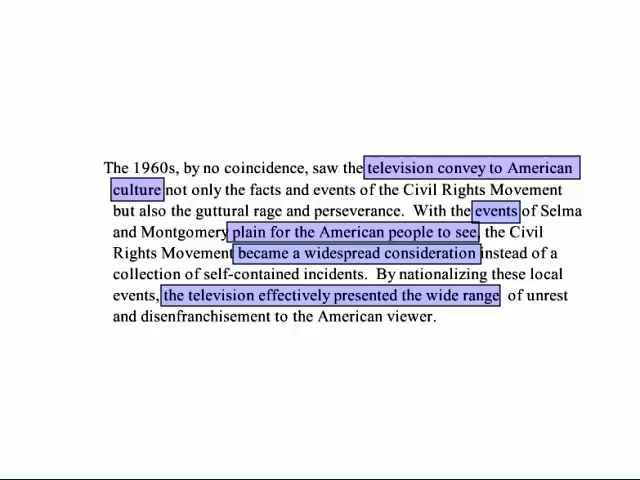 The 1960s, by no coincidence, saw the television convey to American
culture not only the facts and events of the Civil Rights Movement
but also the guttural rage and perseverance. With the events of Selma
and Montgomery plain for the American people to see, the Civil
Rights Movement became a widespread consideration instead of a
collection of self-contained incidents. By nationalizing these local
events, the television effectively presented the wide range of unrest
and disenfranchisement to the American viewer.